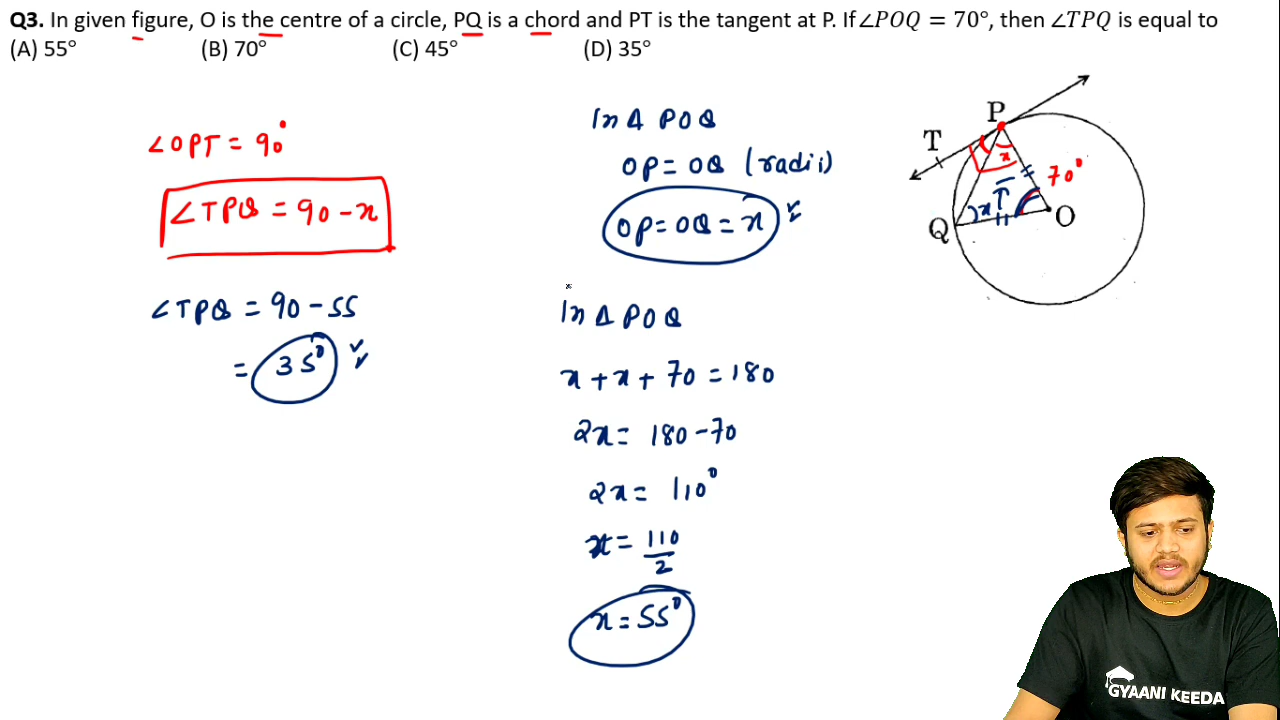 Q3. In given figure, O is the centre of a circle, PQ is a chord and PT is the tangent at P. If ∠POQ = 70°, then ∠TPQ is equal to
(A) 55° (B) 70° (C) 45° (D) 35°
∠OPT = 90°
∠TPQ = 90 - x
∠TPQ = 90 - 55
= 35°
In Δ POQ
OP = OQ (radii)
OP = OQ = x
In Δ POQ
x + x + 70 = 180
2x = 180 - 70
2x = 110°
x = 110/2
x = 55°
P
T
x
70°
x
O
Q
GYAANI KEEDA